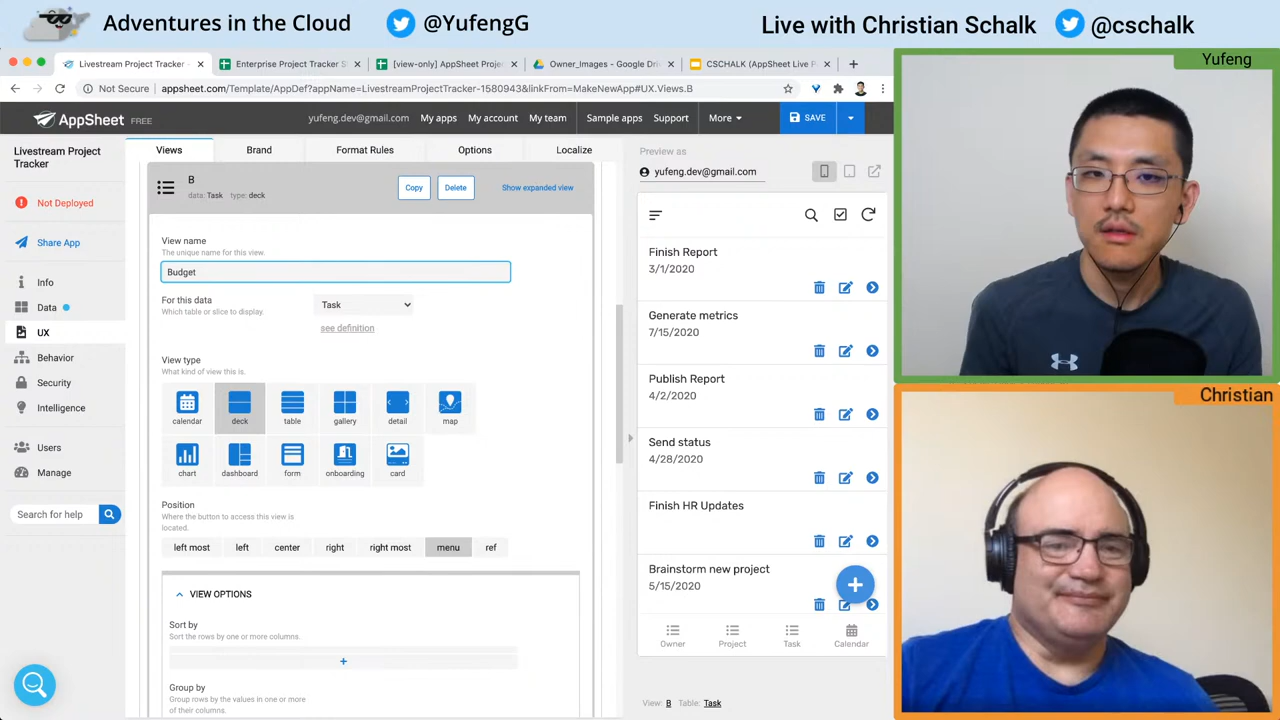 Adventures in the Cloud
@YufengG
Live with Christian Schalk
@cschalk
Livestream Project Tracker -
Enterprise Project Tracker S
[view-only] AppSheet Proje
Owner_Images - Google Dri
CSCHALK (AppSheet Live P
Not Secure
appsheet.com/Template/AppDef?appName=LivestreamProjectTracker-1580943&linkFrom=MakeNewApp#UX.Views.B
AppSheet FREE
yufeng.dev@gmail.com
My apps
My account
My team
Sample apps
Support
More
SAVE
Livestream Project
Tracker
Not Deployed
Share App
Info
Data
UX
Behavior
Security
Intelligence
Users
Manage
Search for help
Views
Brand
Format Rules
Options
Localize
B
data: Task type: deck
Copy
Delete
Show expanded view
View name
The unique name for this view.
Budget
For this data
Which table or slice to display.
Task
see definition
View type
What kind of view this is.
calendar
deck
table
gallery
detail
map
chart
dashboard
form
onboarding
card
Position
Where the button to access this view is
located.
left most
left
center
right
right most
menu
ref
VIEW OPTIONS
Sort by
Sort the rows by one or more columns.
Group by
Group rows by the values in one or more
of their columns.
Preview as
yufeng.dev@gmail.com
Finish Report
3/1/2020
Generate metrics
7/15/2020
Publish Report
4/2/2020
Send status
4/28/2020
Finish HR Updates
Brainstorm new project
5/15/2020
Owner
Project
Task
Calendar
View: B Table: Task
Yufeng
Christian